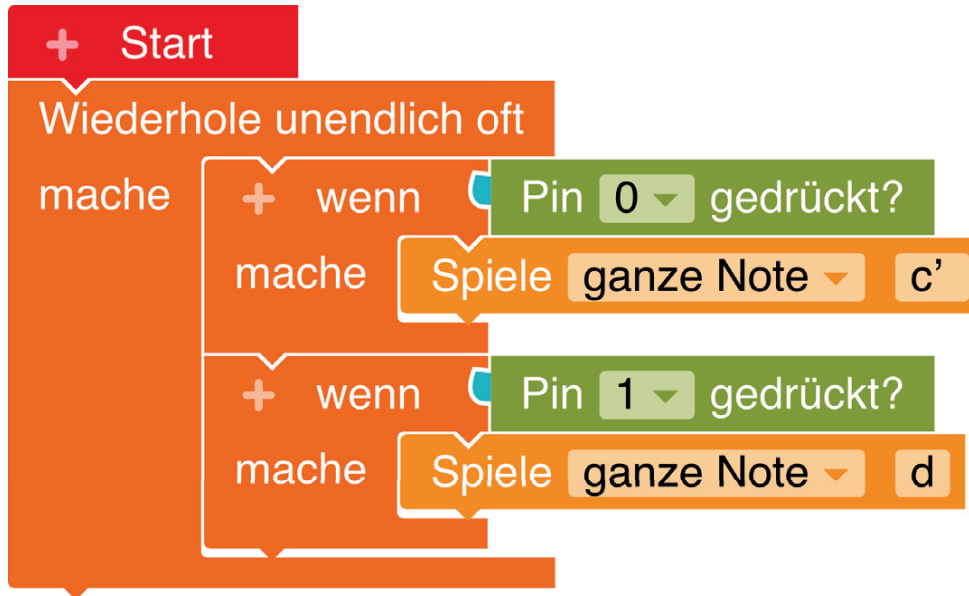 + Start
Wiederhole unendlich oft
mache + wenn Pin 0 gedrückt?
mache Spiele ganze Note c’
+ wenn Pin 1 gedrückt?
mache Spiele ganze Note d